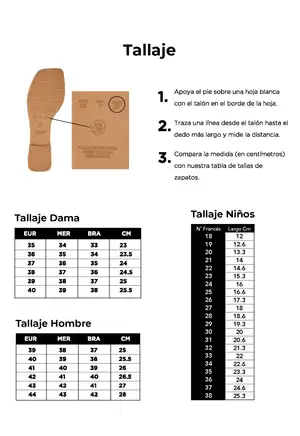 Tallaje
1. Apoya el píe sobre una hoja blanca
con el talón en el borde de la hoja.
2. Traza una línea desde el talón hasta el
dedo más largo y mide la distancia.
3. Compara la medida (en centímetros)
con nuestra tabla de tallas de
zapatos.
Tallaje Dama
EUR MER BRA CM
35 34 33 23
36 35 34 23.5
37 36 35 24
38 37 36 24.5
39 38 37 25
40 39 38 25.5
Tallaje Hombre
EUR MER BRA CM
39 38 37 25
40 39 38 25.5
41 40 39 26
42 41 40 26.5
43 42 41 27
44 43 42 28
Tallaje Niños
N° Francés Largo Cm
18 12
19 12.6
20 13.3
21 14
22 14.6
23 15.3
24 16
25 16.6
26 17.3
27 18
28 18.6
29 19.3
30 20
31 20.6
32 21.3
33 22
34 22.6
35 23.3
36 24
37 24.6
38 25.3